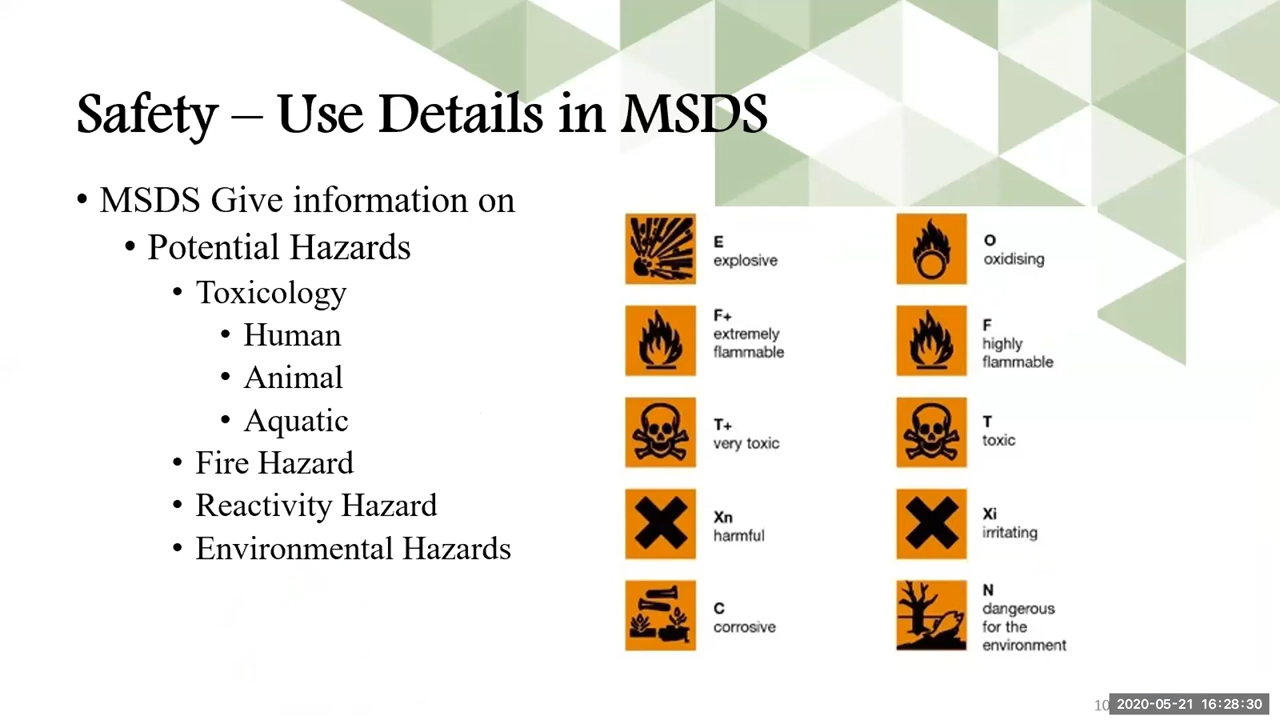 Safety – Use Details in MSDS
• MSDS Give information on
• Potential Hazards
• Toxicology
• Human
• Animal
• Aquatic
• Fire Hazard
• Reactivity Hazard
• Environmental Hazards
E
explosive
O
oxidising
F+
extremely
flammable
F
highly
flammable
T+
very toxic
T
toxic
Xn
harmful
Xi
irritating
C
corrosive
N
dangerous
for the
environment
10
2020-05-21 16:28:30